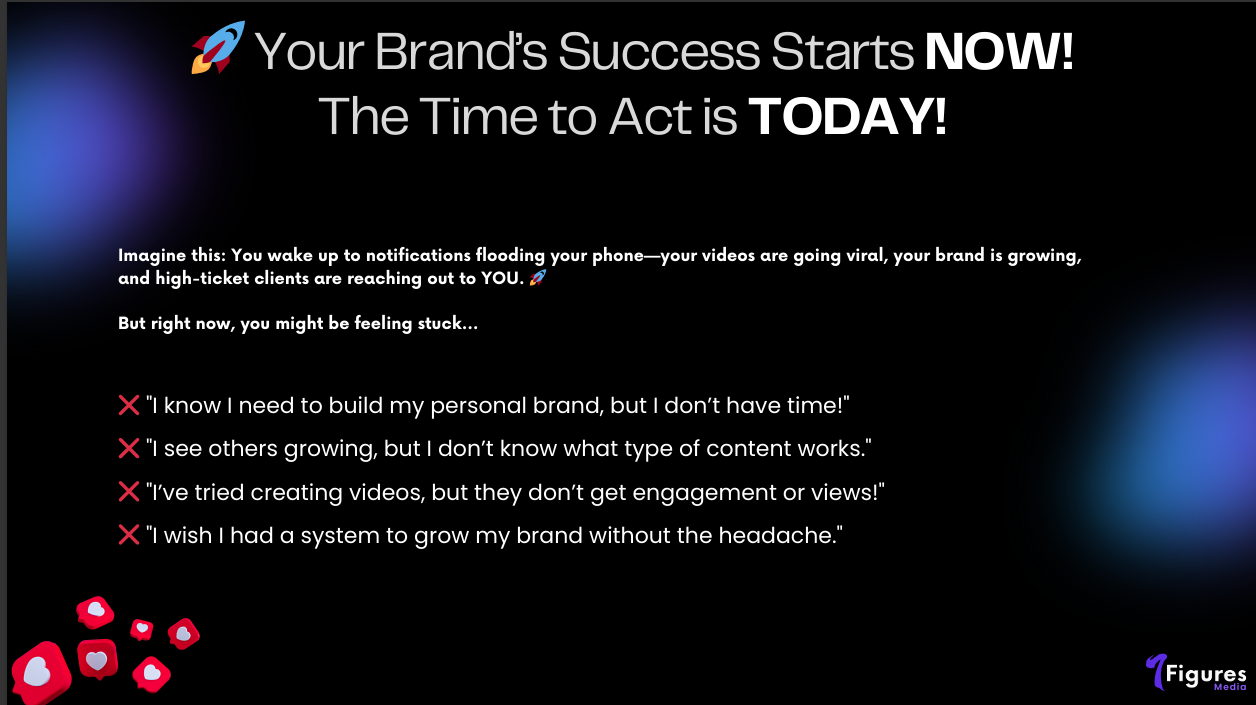 🚀 Your Brand's Success Starts NOW!
The Time to Act is TODAY!
Imagine this: You wake up to notifications flooding your phone—your videos are going viral, your brand is growing,
and high-ticket clients are reaching out to YOU. 🚀
But right now, you might be feeling stuck...
❌ "I know I need to build my personal brand, but I don't have time!"
❌ "I see others growing, but I don't know what type of content works."
❌ "I've tried creating videos, but they don't get engagement or views!"
❌ "I wish I had a system to grow my brand without the headache."
7Figures
Media